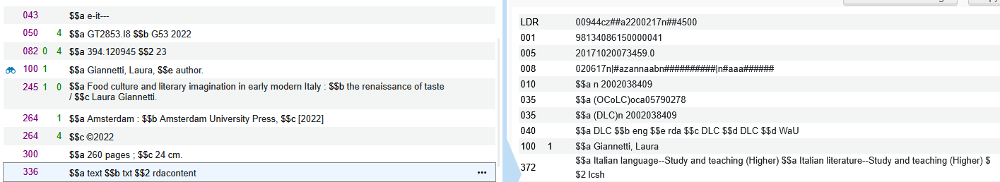 043 $$a e-it---
050 4 $$a GT2853.I8 $$b G53 2022
082 0 4 $$a 394.120945 $$2 23
100 1 $$a Giannetti, Laura, $$e author.
245 1 0 $$a Food culture and literary imagination in early modern Italy : $$b the renaissance of taste
/ $$c Laura Giannetti.
264 1 $$a Amsterdam : $$b Amsterdam University Press, $$c [2022]
264 4 $$c ©2022
300 $$a 260 pages ; $$c 24 cm.
336 $$a text $$b txt $$2 rdacontent
LDR 00944cz##a2200217n##4500
001 98134086150000041
005 20171020073459.0
008 020617n|#azannaabn##########|n#aaa######
010 $$a n 2002038409
035 $$a (OCoLC)oca05790278
035 $$a (DLC)n 2002038409
040 $$a DLC $$b eng $$e rda $$c DLC $$d DLC $$d WaU
100 1 $$a Giannetti, Laura
372 $$a Italian language--Study and teaching (Higher) $$a Italian literature--Study and teaching (Higher) $
$2 lcsh